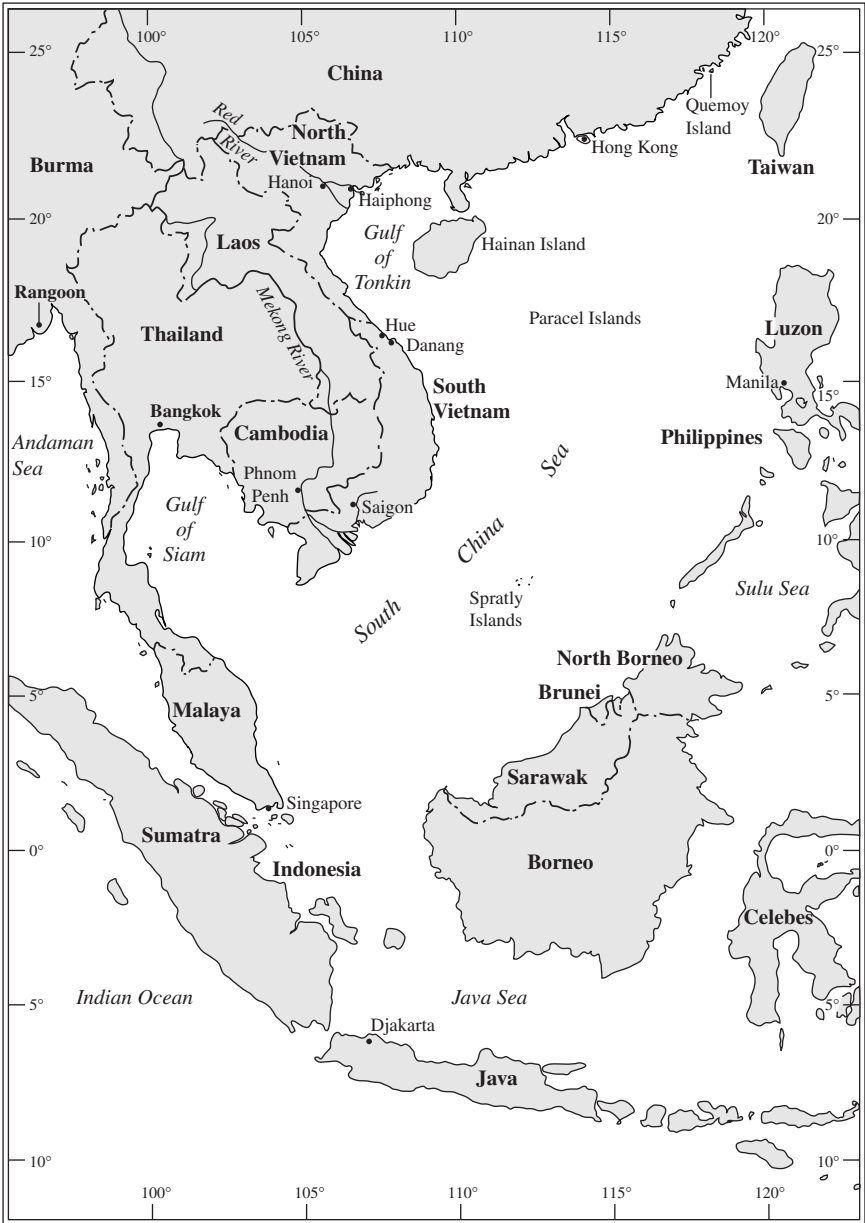 100°
105°
110°
115°
120°
25°
25°
China
Quemoy
Island
Red
River
North
Vietnam
Hong Kong
Burma
Taiwan
Hanoi
Haiphong
20°
20°
Gulf
of
Tonkin
Laos
Hainan Island
Rangoon
Mekong River
Paracel Islands
Thailand
Hue
Danang
Luzon
15°
South
Vietnam
Manila
15°
Bangkok
Andaman
Sea
Cambodia
Philippines
Phnom
Penh
Saigon
Gulf
of
Siam
South
China
Sea
10°
10°
Spratly
Islands
Sulu Sea
North Borneo
5°
Brunei
5°
Malaya
Sarawak
Singapore
Sumatra
0°
Indonesia
Borneo
0°
Celebes
5°
Indian Ocean
Java Sea
5°
Djakarta
Java
10°
10°
100°
105°
110°
115°
120°